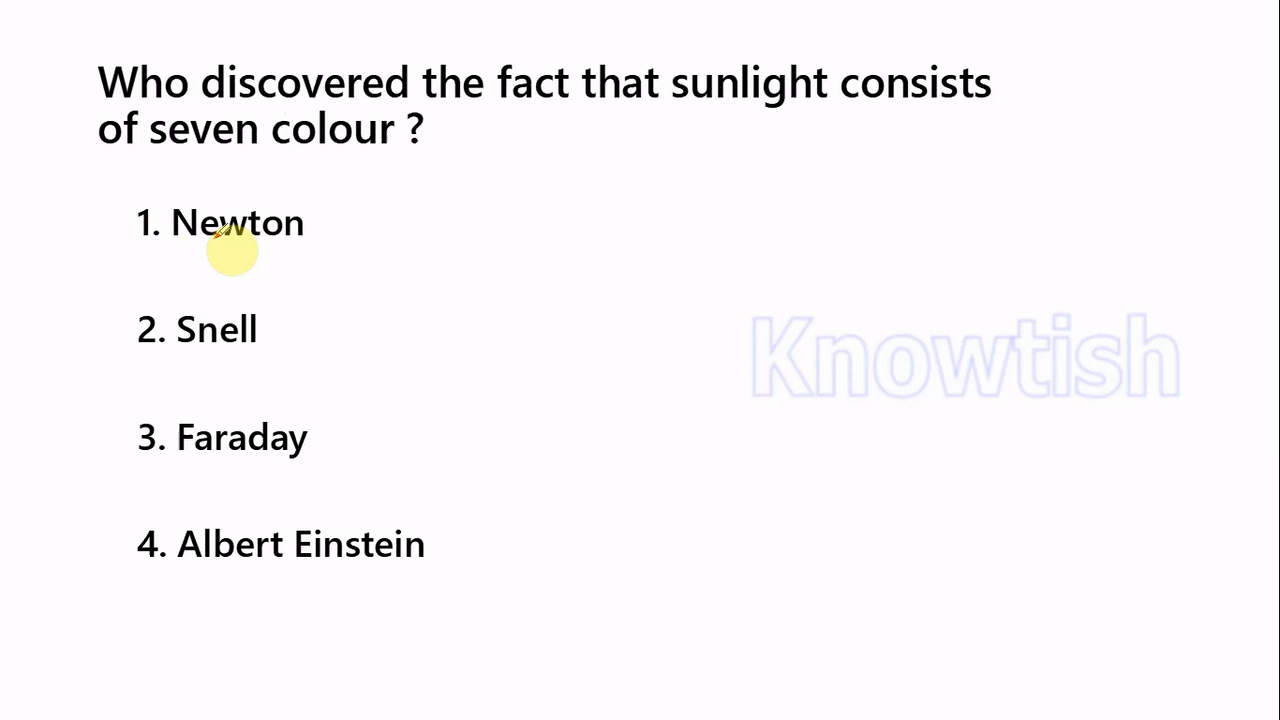 Who discovered the fact that sunlight consists
of seven colour ?
1. Newton
2. Snell
Knowtish
3. Faraday
4. Albert Einstein